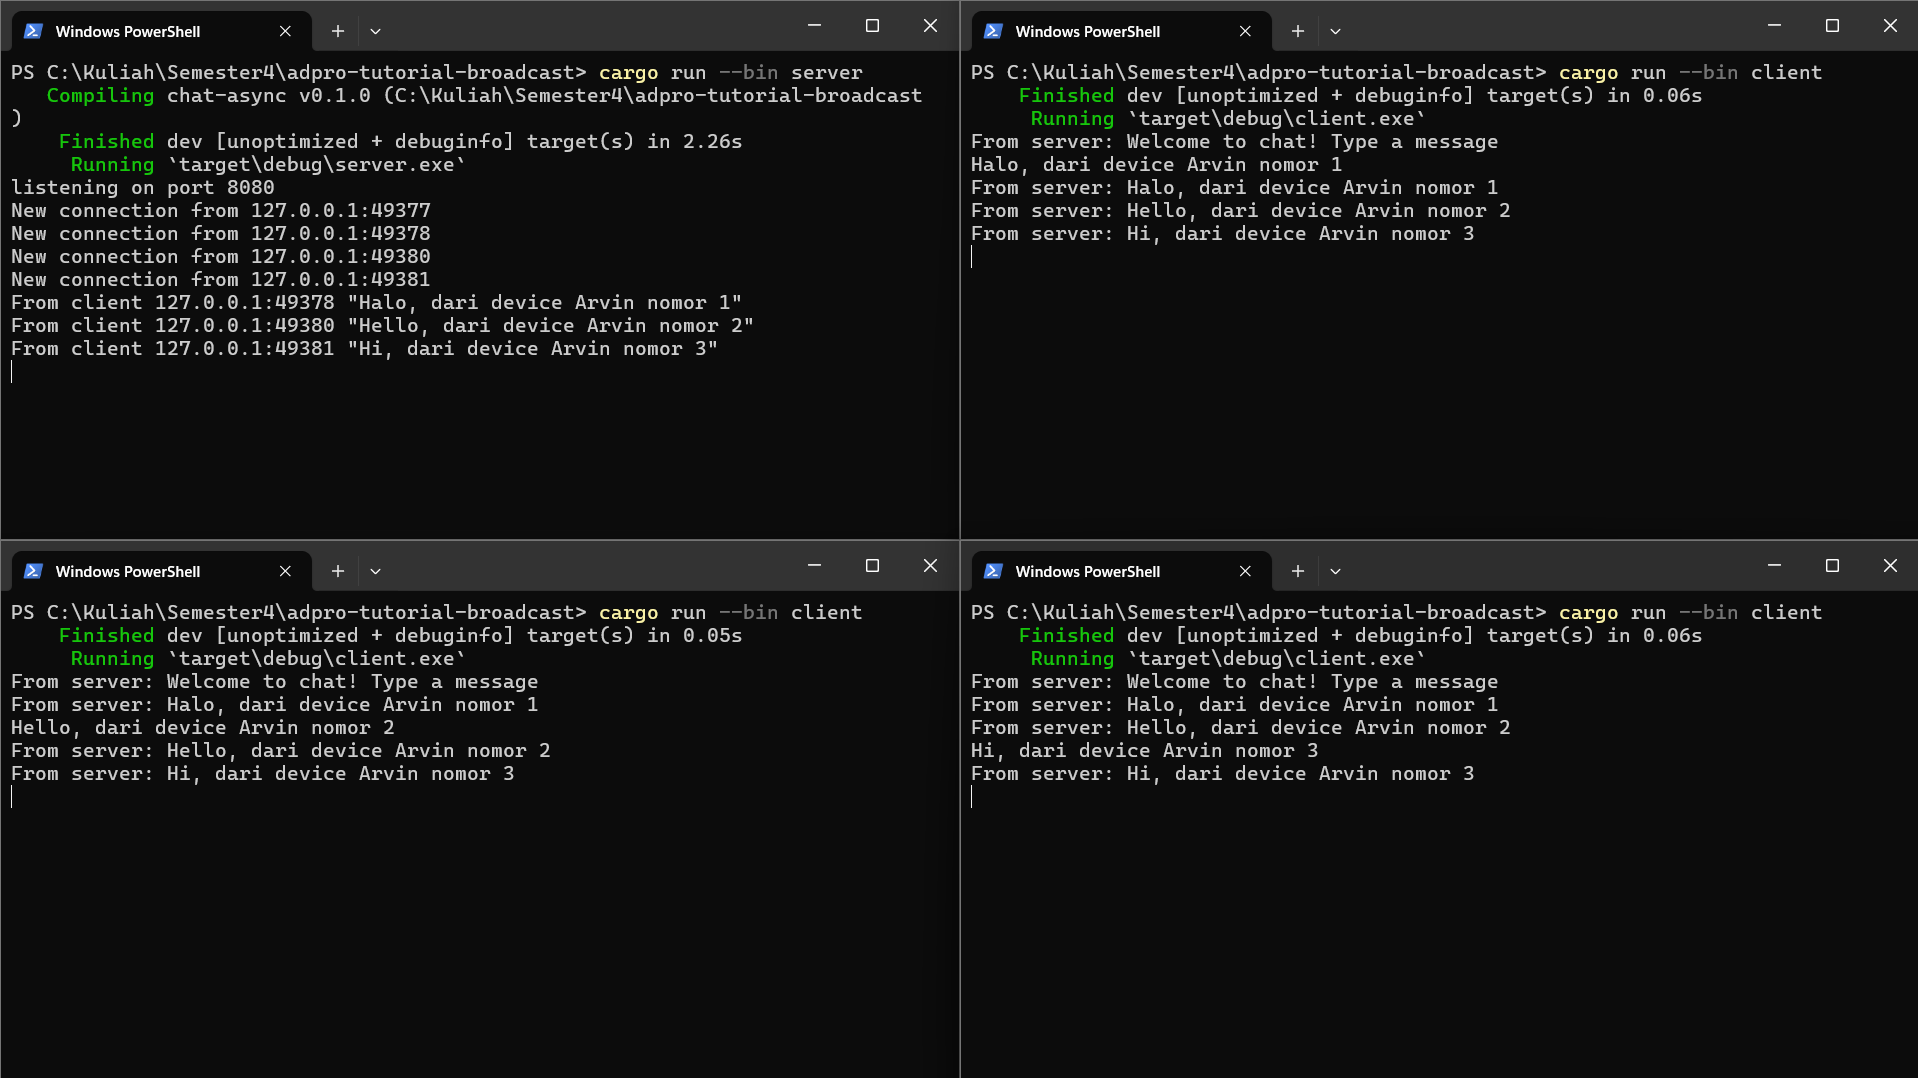 Windows PowerShell
PS C:\Kuliah\Semester4\adpro-tutorial-broadcast> cargo run --bin server
   Compiling chat-async v0.1.0 (C:\Kuliah\Semester4\adpro-tutorial-broadcast
)
    Finished dev [unoptimized + debuginfo] target(s) in 2.26s
     Running `target\debug\server.exe`
listening on port 8080
New connection from 127.0.0.1:49377
New connection from 127.0.0.1:49378
New connection from 127.0.0.1:49380
New connection from 127.0.0.1:49381
From client 127.0.0.1:49378 "Halo, dari device Arvin nomor 1"
From client 127.0.0.1:49380 "Hello, dari device Arvin nomor 2"
From client 127.0.0.1:49381 "Hi, dari device Arvin nomor 3"
Windows PowerShell
PS C:\Kuliah\Semester4\adpro-tutorial-broadcast> cargo run --bin client
    Finished dev [unoptimized + debuginfo] target(s) in 0.06s
     Running `target\debug\client.exe`
From server: Welcome to chat! Type a message
Halo, dari device Arvin nomor 1
From server: Halo, dari device Arvin nomor 1
From server: Hello, dari device Arvin nomor 2
From server: Hi, dari device Arvin nomor 3
Windows PowerShell
PS C:\Kuliah\Semester4\adpro-tutorial-broadcast> cargo run --bin client
    Finished dev [unoptimized + debuginfo] target(s) in 0.05s
     Running `target\debug\client.exe`
From server: Welcome to chat! Type a message
From server: Halo, dari device Arvin nomor 1
Hello, dari device Arvin nomor 2
From server: Hello, dari device Arvin nomor 2
From server: Hi, dari device Arvin nomor 3
Windows PowerShell
PS C:\Kuliah\Semester4\adpro-tutorial-broadcast> cargo run --bin client
    Finished dev [unoptimized + debuginfo] target(s) in 0.06s
     Running `target\debug\client.exe`
From server: Welcome to chat! Type a message
From server: Halo, dari device Arvin nomor 1
From server: Hello, dari device Arvin nomor 2
Hi, dari device Arvin nomor 3
From server: Hi, dari device Arvin nomor 3